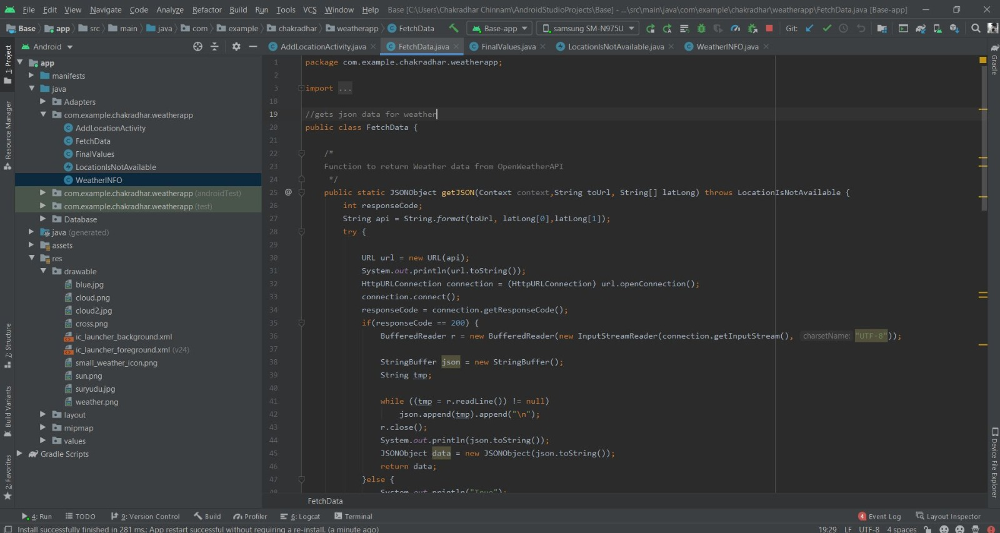 File Edit View Navigate Code Analyze Refactor Build Run Tools VCS Window Help Base [C:\Users\Chakradhar Chinnam\AndroidStudioProjects\Base] - ...\src\main\java\com\example\chakradhar\weatherapp\FetchData.java [Base-app]
Base app src main java com example chakradhar weatherapp FetchData Base-app samsung SM-N975U Git:
Android AddLocationActivity.java FetchData.java FinalValues.java LocationIsNotAvailable.java WeatherINFO.java
1: Project
Resource Manager
Z: Structure
Build Variants
2: Favorites
app
manifests
java
Adapters
com.example.chakradhar.weatherapp
AddLocationActivity
FetchData
FinalValues
LocationIsNotAvailable
WeatherINFO
com.example.chakradhar.weatherapp (androidTest)
com.example.chakradhar.weatherapp (test)
Database
java (generated)
assets
res
drawable
blue.jpg
cloud.png
cloud2.jpg
cross.png
ic_launcher_background.xml
ic_launcher_foreground.xml (v24)
small_weather_icon.png
sun.png
suryudu.jpg
weather.png
layout
mipmap
values
Gradle Scripts
1 package com.example.chakradhar.weatherapp;
2
3 import ...
18
19 //gets json data for weather
20 public class FetchData {
21
22 /*
23 Function to return Weather data from OpenWeatherAPI
24 */
25 @ public static JSONObject getJSON(Context context,String toUrl, String[] latLong) throws LocationIsNotAvailable {
26 int responseCode;
27 String api = String.format(toUrl, latLong[0],latLong[1]);
28 try {
29
30 URL url = new URL(api);
31 System.out.println(url.toString());
32 HttpURLConnection connection = (HttpURLConnection) url.openConnection();
33 connection.connect();
34 responseCode = connection.getResponseCode();
35 if(responseCode == 200) {
36 BufferedReader r = new BufferedReader(new InputStreamReader(connection.getInputStream(), charsetName: "UTF-8"));
37
38 StringBuffer json = new StringBuffer();
39 String tmp;
40
41 while ((tmp = r.readLine()) != null)
42 json.append(tmp).append("\n");
43 r.close();
44 System.out.println(json.toString());
45 JSONObject data = new JSONObject(json.toString());
46 return data;
47 }else {
48 System.out.println("True");
FetchData
Gradle
Device File Explorer
4: Run TODO 9: Version Control Build Profiler 6: Logcat Terminal 4 Event Log Layout Inspector
Install successfully finished in 281 ms.: App restart successful without requiring a re-install. (a minute ago) 19:29 LF UTF-8 4 spaces